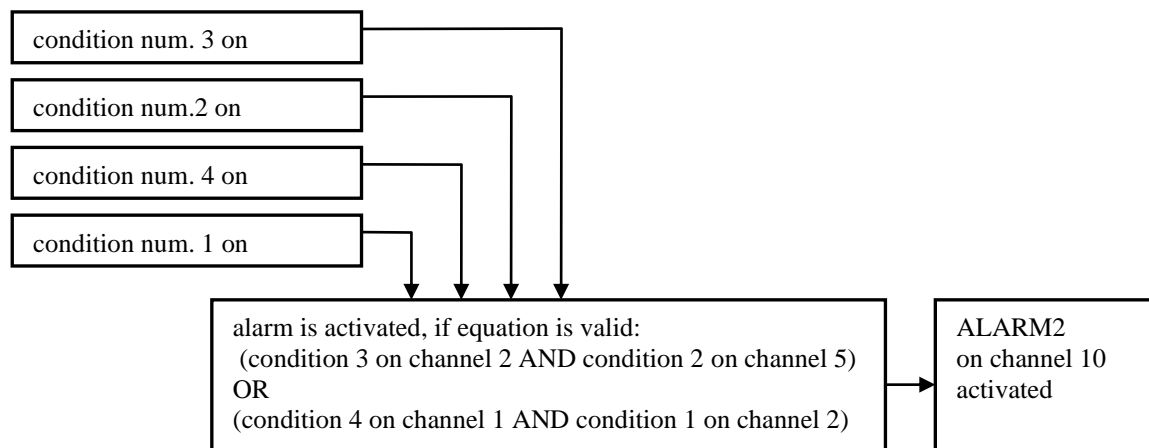 condition num. 3 on
condition num.2 on
condition num. 4 on
condition num. 1 on
alarm is activated, if equation is valid:
(condition 3 on channel 2 AND condition 2 on channel 5)
OR
(condition 4 on channel 1 AND condition 1 on channel 2)
ALARM2
on channel 10
activated